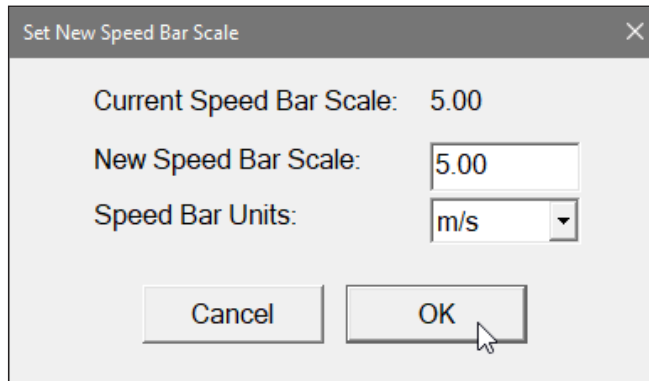 Set New Speed Bar Scale
Current Speed Bar Scale: 5.00
New Speed Bar Scale: 5.00
Speed Bar Units: m/s
Cancel OK